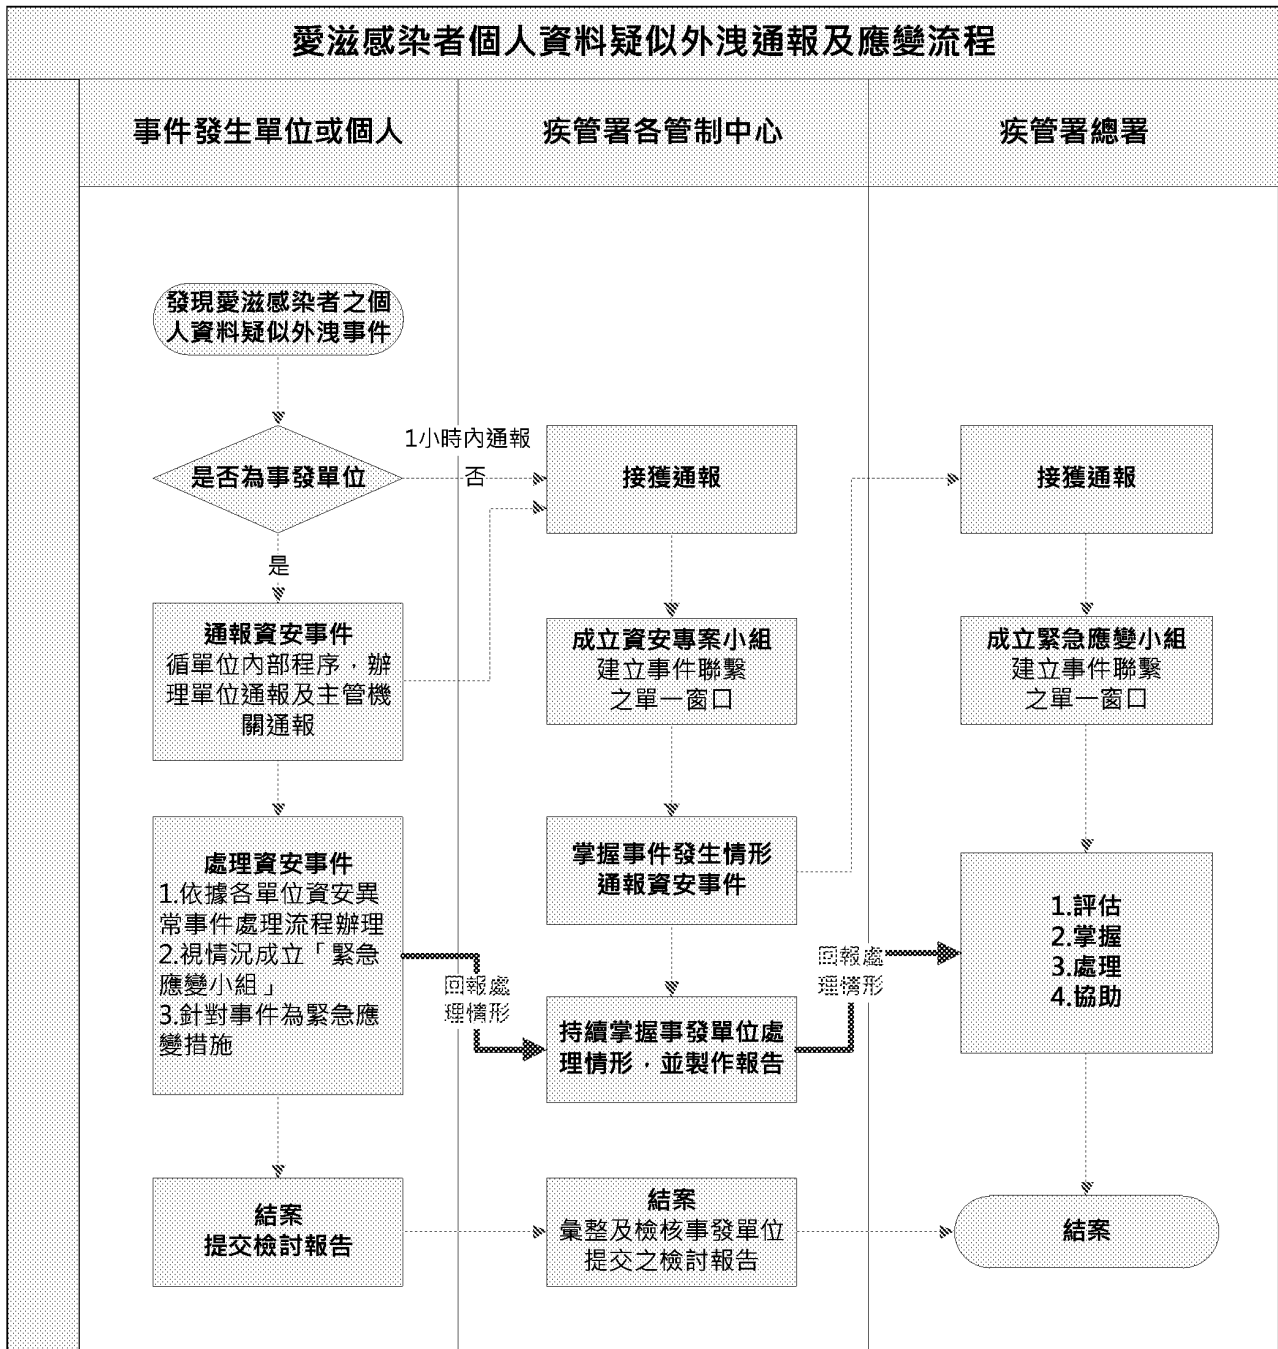 愛滋感染者個人資料疑似外洩通報及應變流程
事件發生單位或個人
疾管署各管制中心
疾管署總署
發現愛滋感染者之個
人資料疑似外洩事件
是否為事發單位
1小時內通報
否
是
接獲通報
接獲通報
通報資安事件
循單位內部程序，辦
理單位通報及主管機
關通報
成立資安專案小組
建立事件聯繫
之單一窗口
成立緊急應變小組
建立事件聯繫
之單一窗口
處理資安事件
1.依據各單位資安異
常事件處理流程辦理
2.視情況成立「緊急
應變小組」
3.針對事件為緊急應
變措施
掌握事件發生情形
通報資安事件
回報處
理情形
持續掌握事發單位處
理情形，並製作報告
回報處
理情形
1.評估
2.掌握
3.處理
4.協助
結案
提交檢討報告
結案
彙整及檢核事發單位
提交之檢討報告
結案